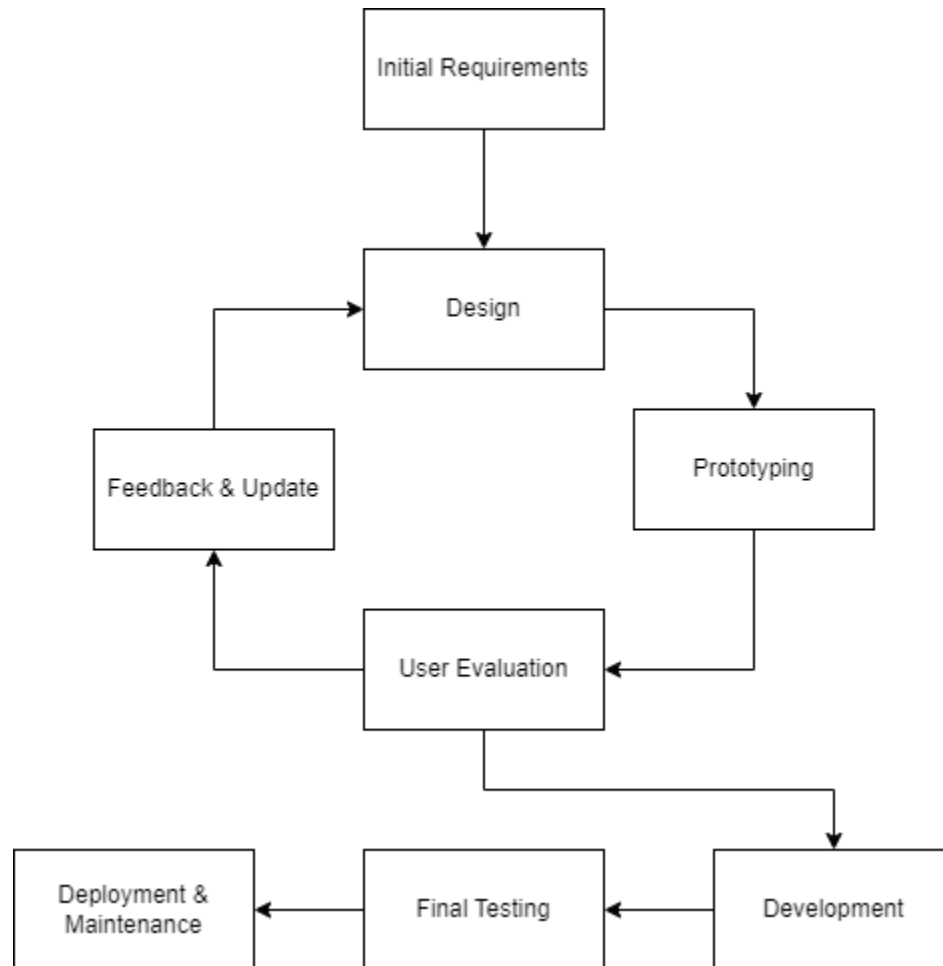 Initial Requirements
Design
Prototyping
Feedback & Update
User Evaluation
Deployment &
Maintenance
Final Testing
Development